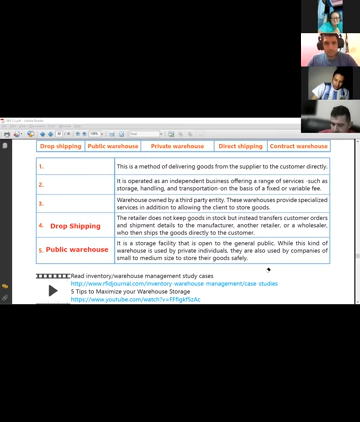 Drop shipping Public warehouse Private warehouse Direct shipping Contract warehouse
1. This is a method of delivering goods from the supplier to the customer directly.
2. It is operated as an independent business offering a range of services -such as
storage, handling, and transportation- on the basis of a fixed or variable fee.
3. Warehouse owned by a third party entity. These warehouses provide specialized
services in addition to allowing the client to store goods.
4. Drop Shipping The retailer does not keep goods in stock but instead transfers customer orders
and shipment details to the manufacturer, another retailer, or a wholesaler,
who then ships the goods directly to the customer.
5. Public warehouse It is a storage facility that is open to the general public. While this kind of
warehouse is used by private individuals, they are also used by companies of
small to medium size to store their goods safely.
Read inventory/warehouse management study cases
http://www.rfidjournal.com/inventory-warehouse-management/case-studies
5 Tips to Maximize your Warehouse Storage